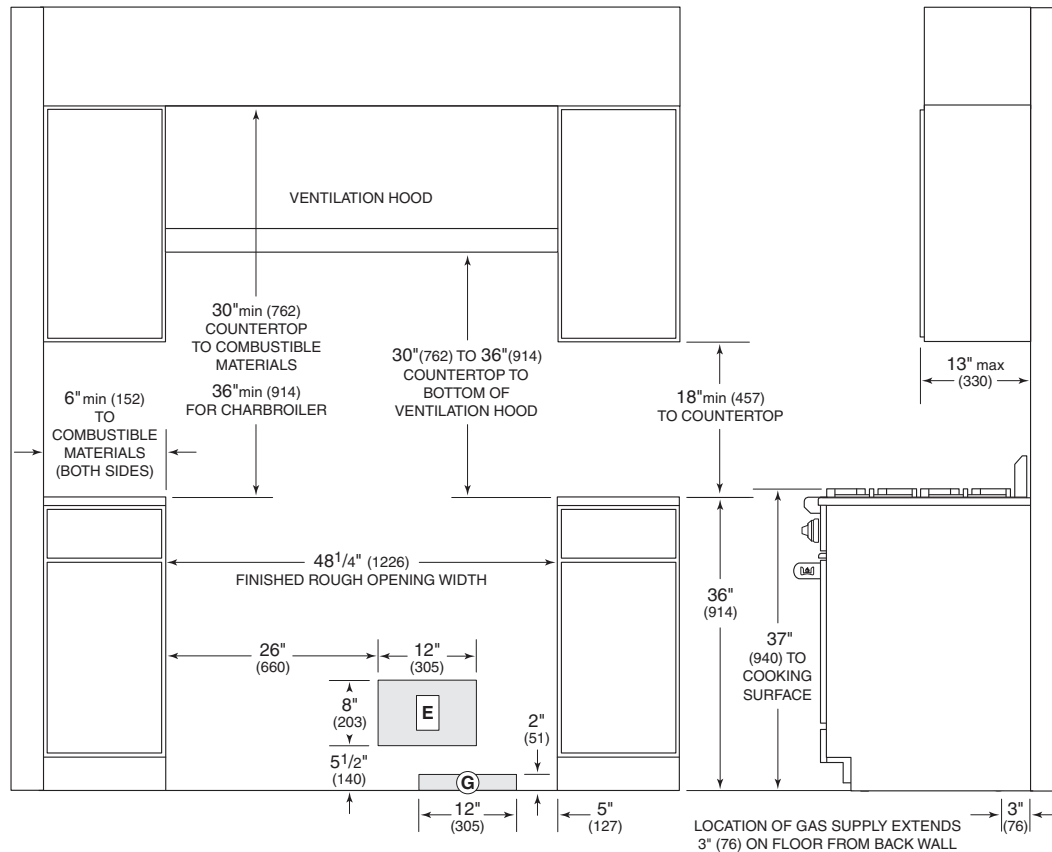 VENTILATION HOOD
30" min (762)
COUNTERTOP
TO COMBUSTIBLE
MATERIALS
36" min (914)
FOR CHARBROILER
30" (762) TO 36" (914)
COUNTERTOP TO
BOTTOM OF
VENTILATION HOOD
13" max
(330)
18" min (457)
TO COUNTERTOP
6" min (152)
TO
COMBUSTIBLE
MATERIALS
(BOTH SIDES)
48 1/4" (1226)
FINISHED ROUGH OPENING WIDTH
36"
(914)
37"
(940) TO
COOKING
SURFACE
26"
(660)
12"
(305)
8"
(203)
E
5 1/2"
(140)
2"
(51)
G
12"
(305)
5"
(127)
3"
(76)
LOCATION OF GAS SUPPLY EXTENDS
3" (76) ON FLOOR FROM BACK WALL